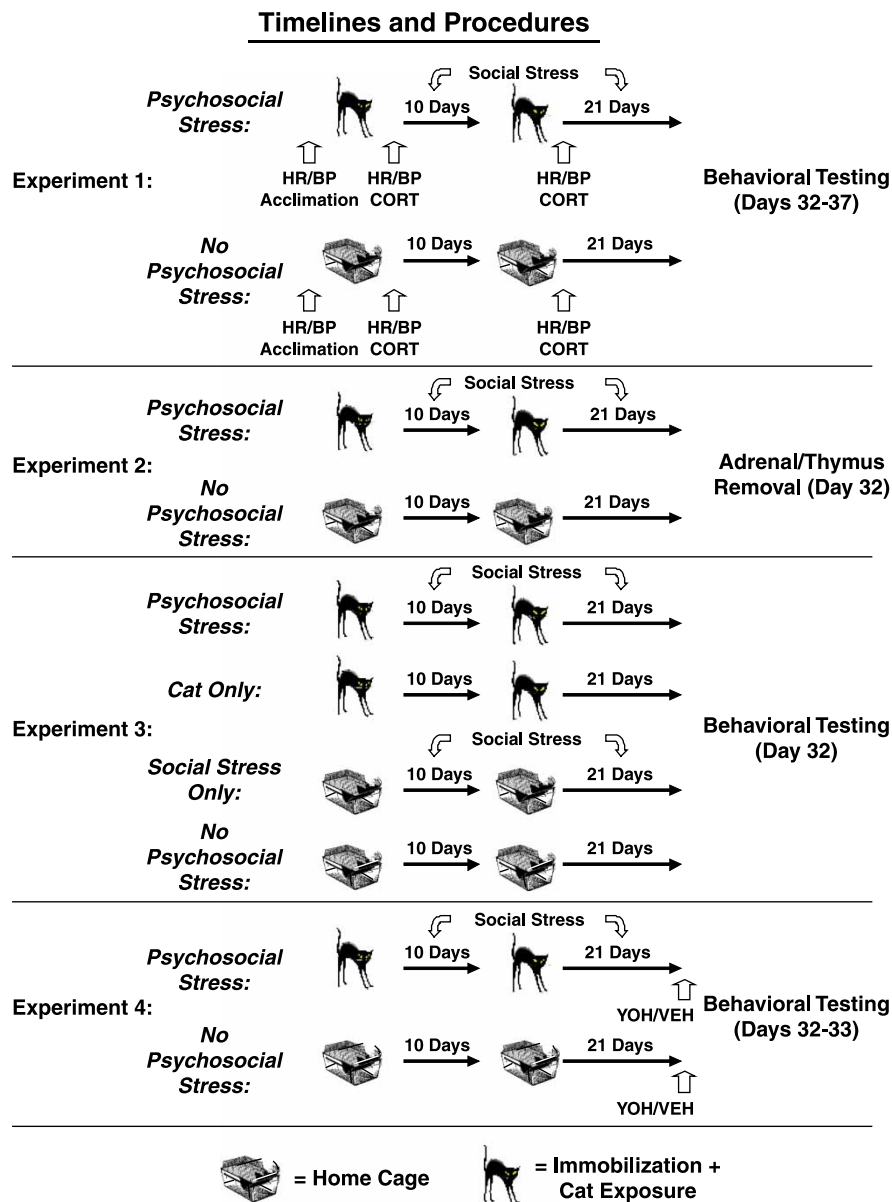 Timelines and Procedures
Social Stress
Psychosocial
Stress:
10 Days
21 Days
Experiment 1:
HR/BP
Acclimation
HR/BP
CORT
HR/BP
CORT
Behavioral Testing
(Days 32-37)
No
Psychosocial
Stress:
10 Days
21 Days
HR/BP
Acclimation
HR/BP
CORT
HR/BP
CORT
Social Stress
Psychosocial
Stress:
10 Days
21 Days
Experiment 2:
Adrenal/Thymus
Removal (Day 32)
No
Psychosocial
Stress:
10 Days
21 Days
Social Stress
Psychosocial
Stress:
10 Days
21 Days
Cat Only:
10 Days
21 Days
Experiment 3:
Behavioral Testing
(Day 32)
Social Stress
Social Stress
Only:
10 Days
21 Days
No
Psychosocial
Stress:
10 Days
21 Days
Social Stress
Psychosocial
Stress:
10 Days
21 Days
YOH/VEH
Experiment 4:
Behavioral Testing
(Days 32-33)
No
Psychosocial
Stress:
10 Days
21 Days
YOH/VEH
= Home Cage
= Immobilization +
Cat Exposure